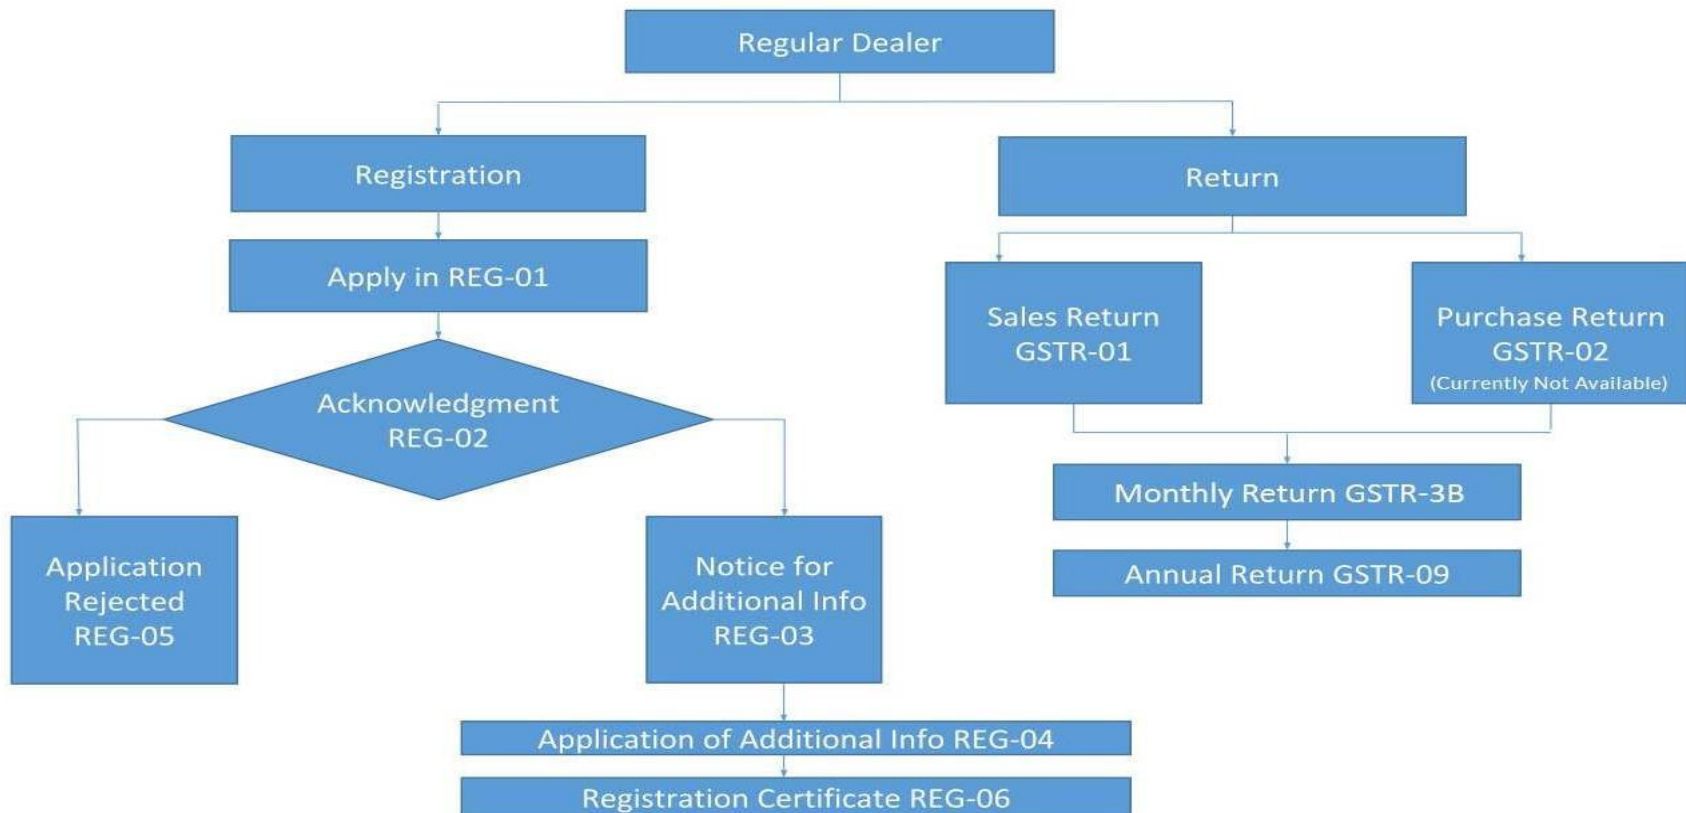 Regular Dealer
Registration
Return
Apply in REG-01
Sales Return
GSTR-01
Purchase Return
GSTR-02
(Currently Not Available)
Acknowledgment
REG-02
Monthly Return GSTR-3B
Application
Rejected
REG-05
Notice for
Additional Info
REG-03
Annual Return GSTR-09
Application of Additional Info REG-04
Registration Certificate REG-06